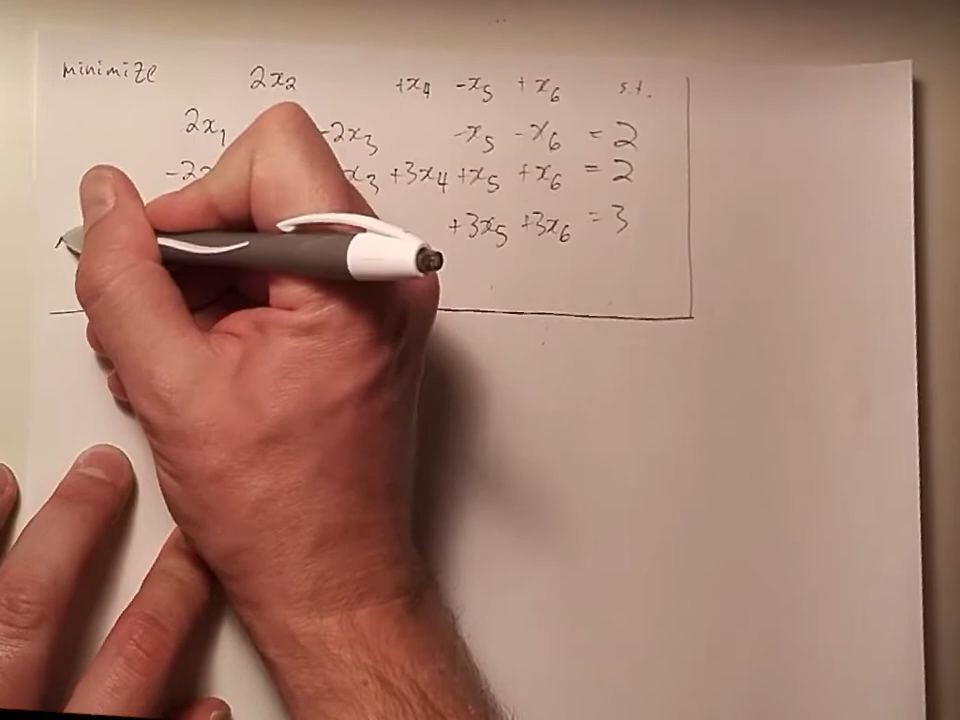 minimize 2x₂ +x₄ -x₅ +x₆ s.t.
2x₁ -2x₃ -x₅ -x₆ = 2
x₃ +3x₄ +x₅ +x₆ = 2
+3x₅ +3x₆ = 3